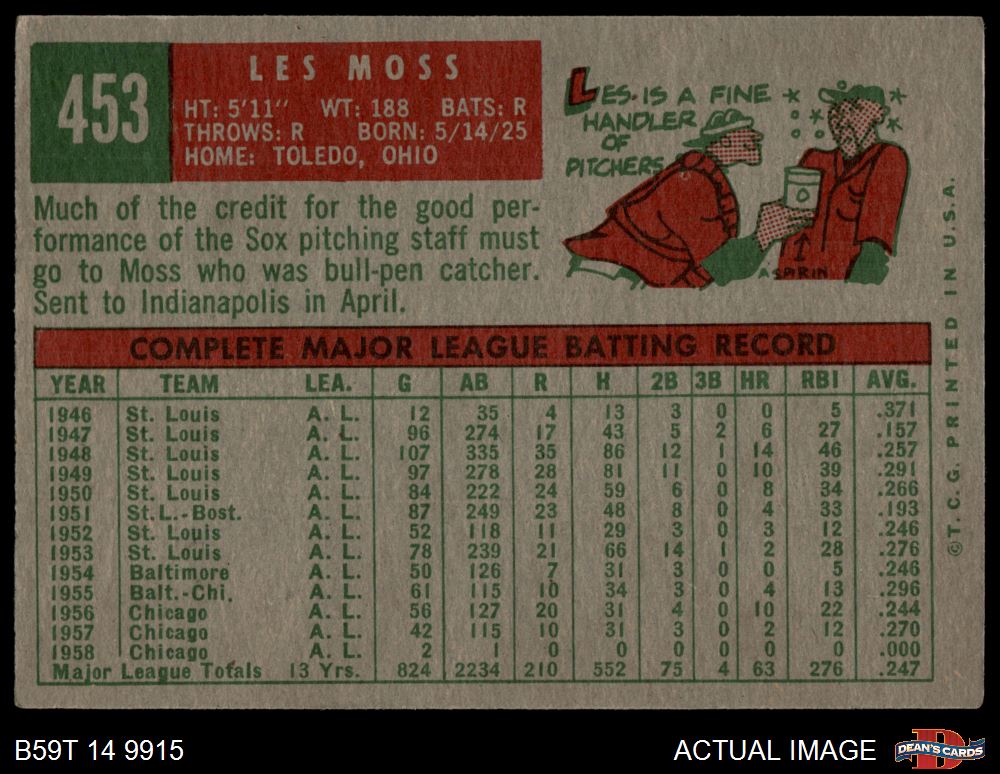 453
LES MOSS
HT: 5'11" WT: 188 BATS: R
THROWS: R BORN: 5/14/25
HOME: TOLEDO, OHIO
LES IS A FINE
HANDLER
OF
PITCHERS
ASPIRIN
Much of the credit for the good per-
formance of the Sox pitching staff must
go to Moss who was bull-pen catcher.
Sent to Indianapolis in April.
COMPLETE MAJOR LEAGUE BATTING RECORD
YEAR TEAM LEA. G AB R H 2B 3B HR RBI AVG.
1946 St. Louis A. L. 12 35 4 13 3 0 0 5 .371
1947 St. Louis A. L. 96 274 17 43 5 2 6 27 .157
1948 St. Louis A. L. 107 335 35 86 12 1 14 46 .257
1949 St. Louis A. L. 97 278 28 81 11 0 10 39 .291
1950 St. Louis A. L. 84 222 24 59 6 0 8 34 .266
1951 St.L.-Bost. A. L. 87 249 23 48 8 0 4 33 .193
1952 St. Louis A. L. 52 118 11 29 3 0 3 12 .246
1953 St. Louis A. L. 78 239 21 66 14 1 2 28 .276
1954 Baltimore A. L. 50 126 7 31 3 0 0 5 .246
1955 Balt.-Chi. A. L. 61 115 10 34 3 0 4 13 .296
1956 Chicago A. L. 56 127 20 31 4 0 10 22 .244
1957 Chicago A. L. 42 115 10 31 3 0 2 12 .270
1958 Chicago A. L. 2 1 0 0 0 0 0 0 .000
Major League Totals 13 Yrs. 824 2234 210 552 75 4 63 276 .247
©T.C.G. PRINTED IN U.S.A.
B59T 14 9915
ACTUAL IMAGE
DEAN'S CARDS